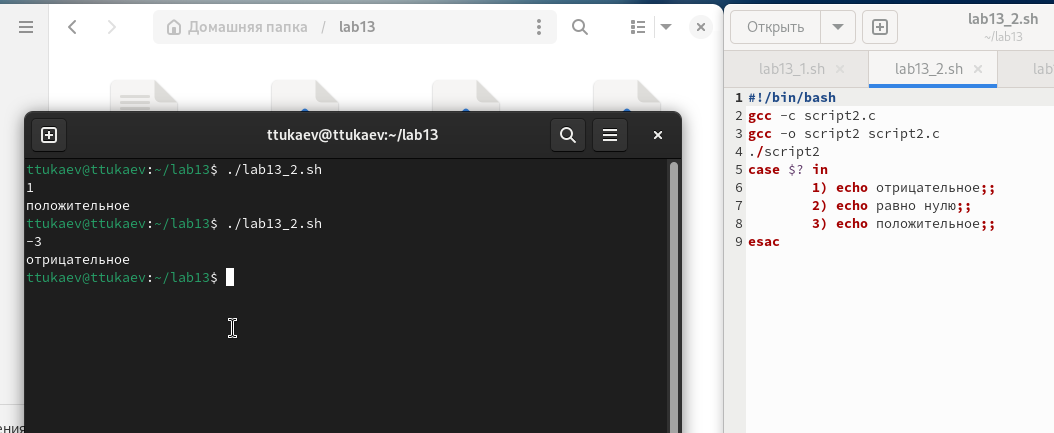 Домашняя папка / lab13
Открыть
lab13_2.sh
~/lab13
lab13_1.sh
lab13_2.sh
lab
ttukaev@ttukaev:~/lab13
ttukaev@ttukaev:~/lab13$ ./lab13_2.sh
1
положительное
ttukaev@ttukaev:~/lab13$ ./lab13_2.sh
-3
отрицательное
ttukaev@ttukaev:~/lab13$
1 #!/bin/bash
2 gcc -c script2.c
3 gcc -o script2 script2.c
4 ./script2
5 case $? in
6 1) echo отрицательное;;
7 2) echo равно нулю;;
8 3) echo положительное;;
9 esac
ения